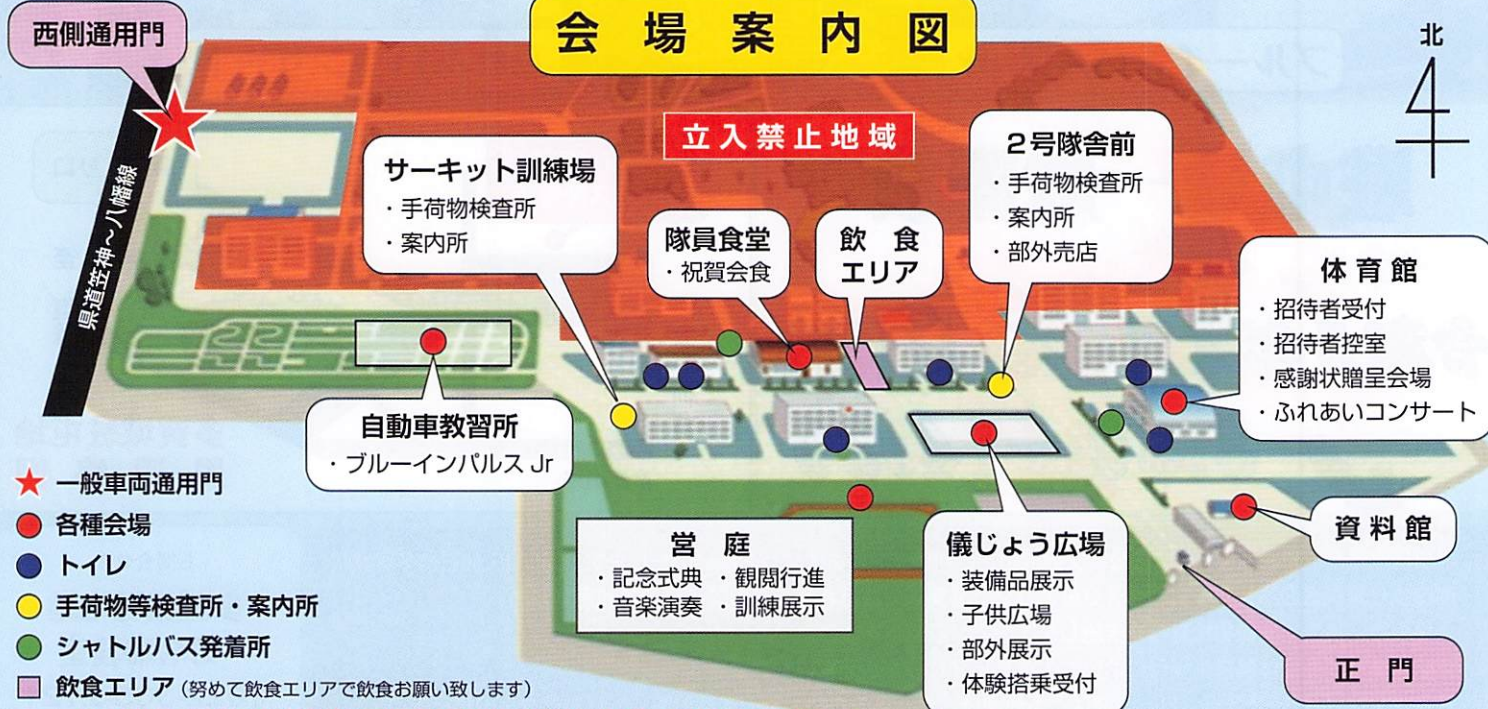 会場案内図
西側通用門
北
立入禁止地域
県道笠神～八幡線
サーキット訓練場
・手荷物検査所
・案内所
隊員食堂
・祝賀会食
飲食
エリア
2号隊舎前
・手荷物検査所
・案内所
・部外売店
体育館
・招待者受付
・招待者控室
・感謝状贈呈会場
・ふれあいコンサート
自動車教習所
・ブルーインパルスJr
★ 一般車両通用門
各種会場
トイレ
手荷物等検査所・案内所
シャトルバス発着所
飲食エリア(努めて飲食エリアで飲食お願い致します)
営庭
・記念式典 ・観閲行進
・音楽演奏 ・訓練展示
儀じょう広場
・装備品展示
・子供広場
・部外展示
・体験搭乗受付
資料館
正門